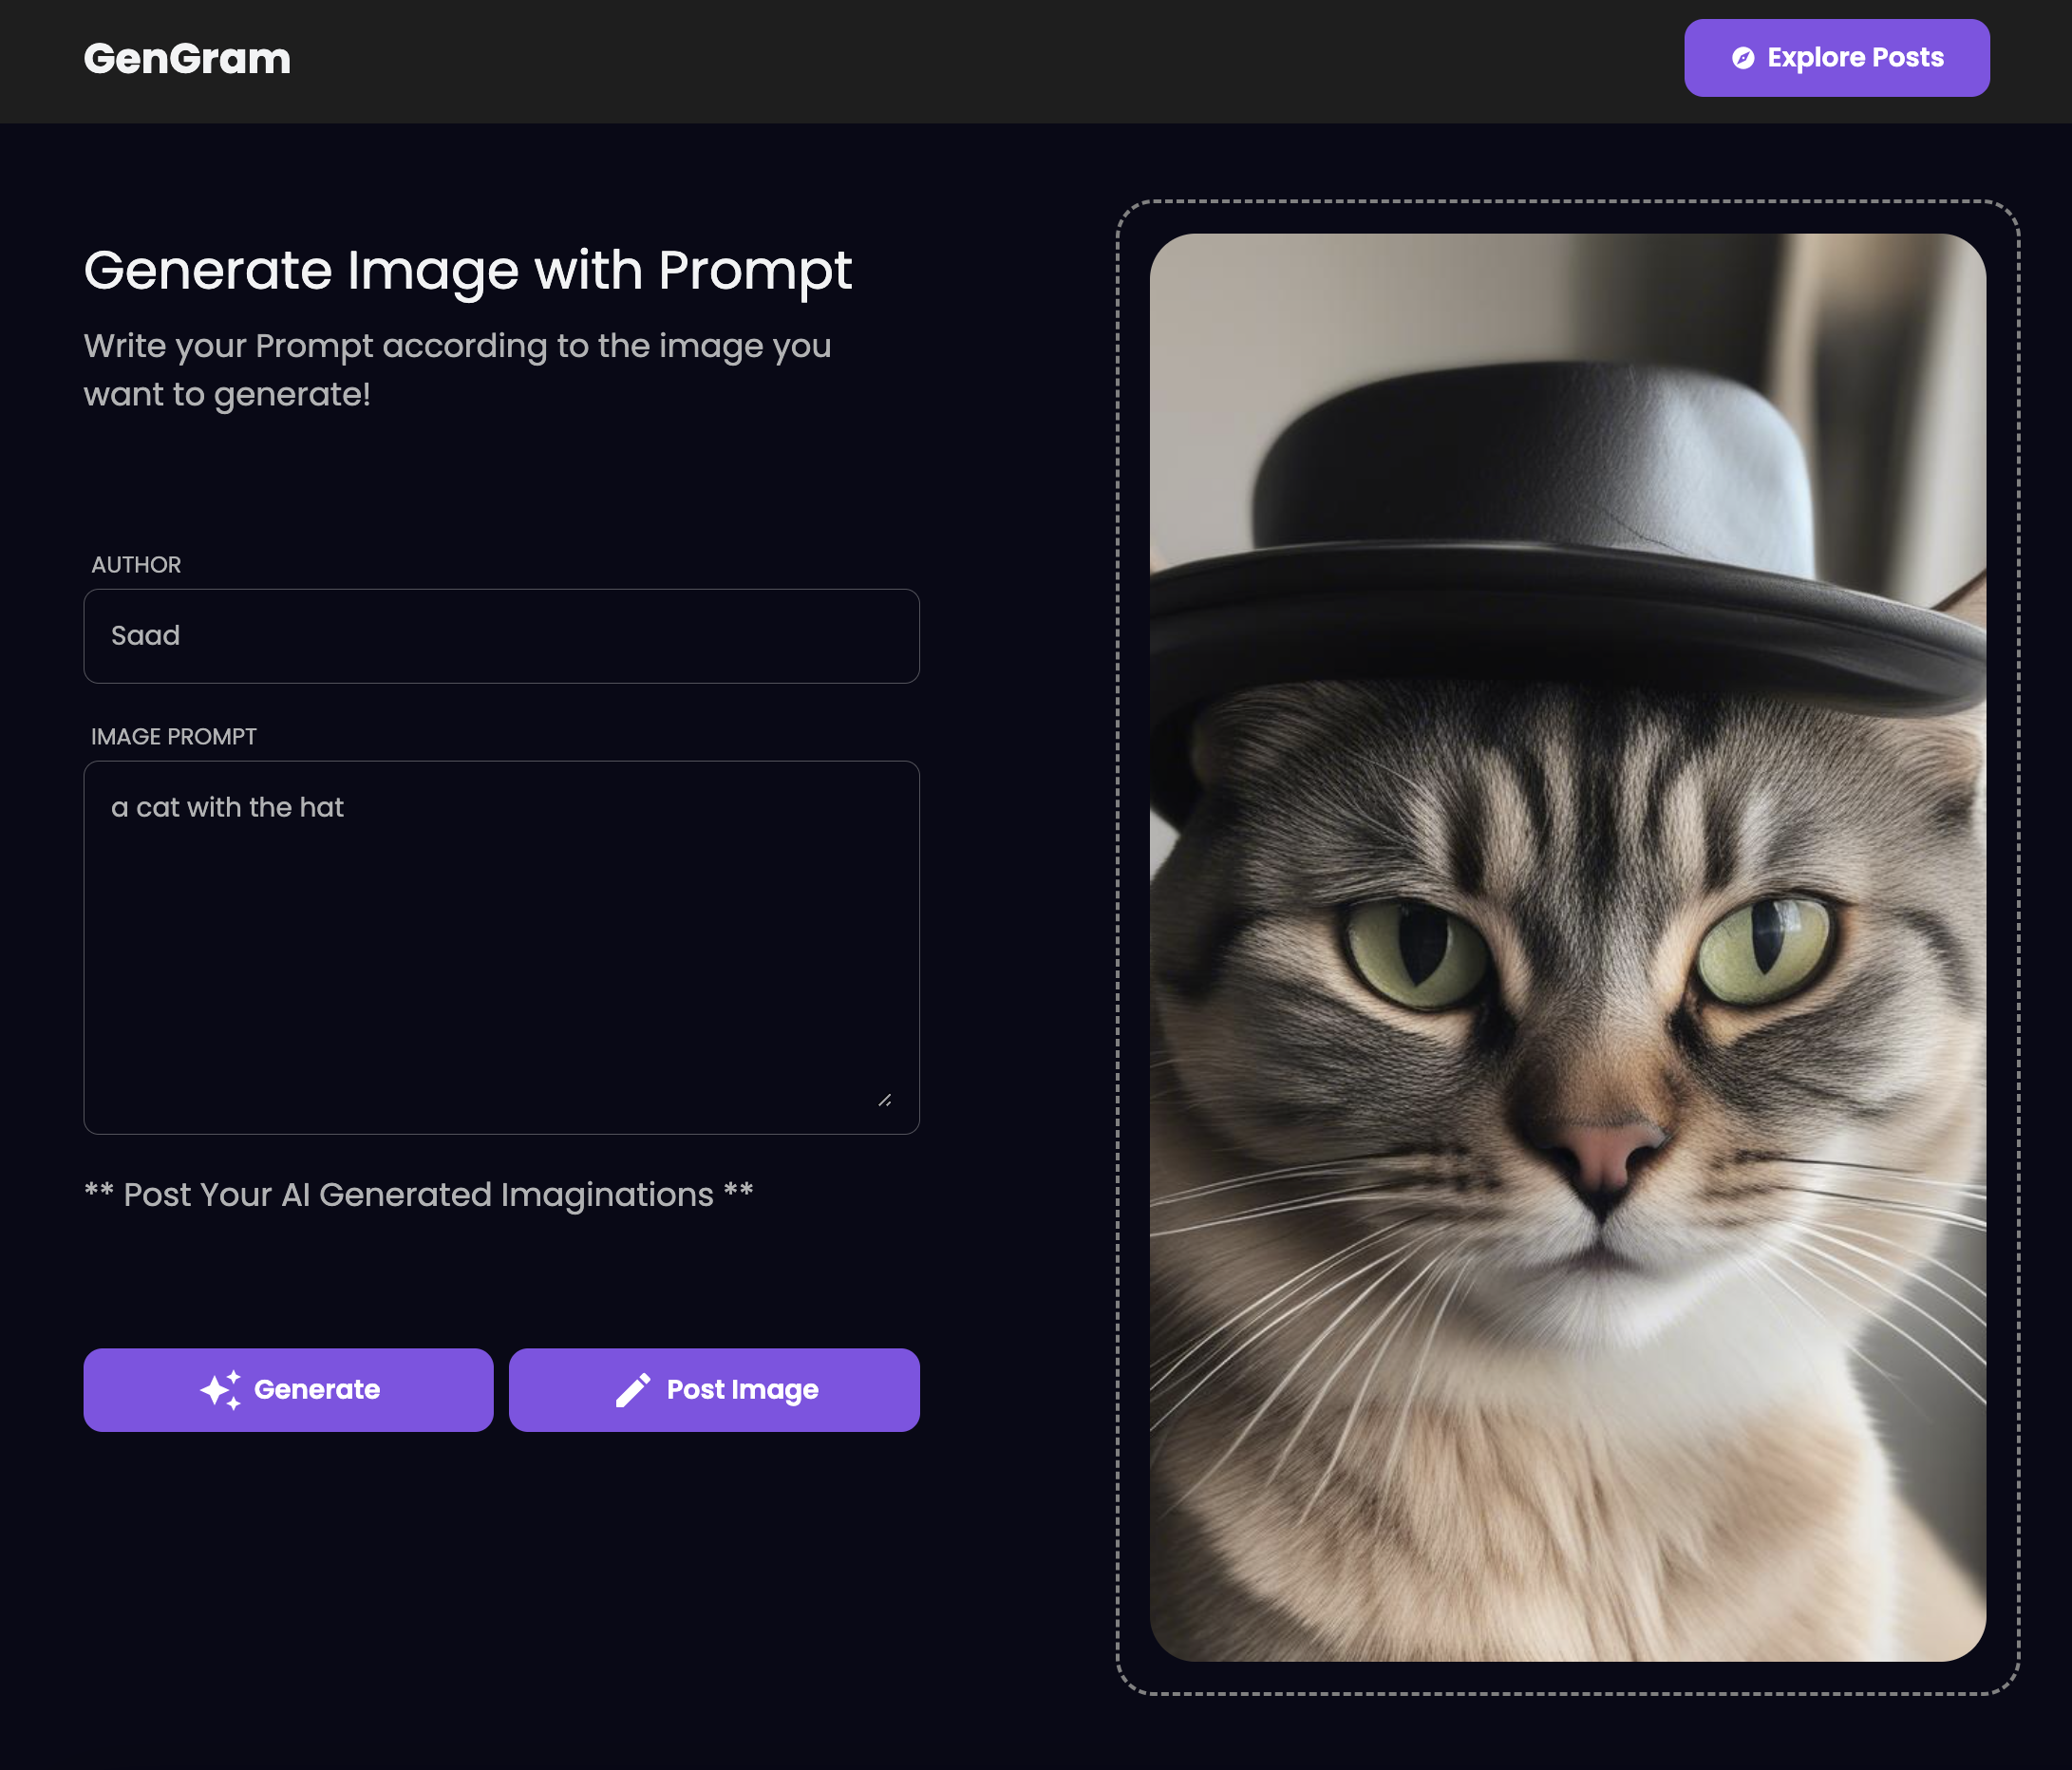 GenGram
Explore Posts
Generate Image with Prompt
Write your Prompt according to the image you
want to generate!
AUTHOR
Saad
IMAGE PROMPT
a cat with the hat
** Post Your AI Generated Imaginations **
Generate
Post Image